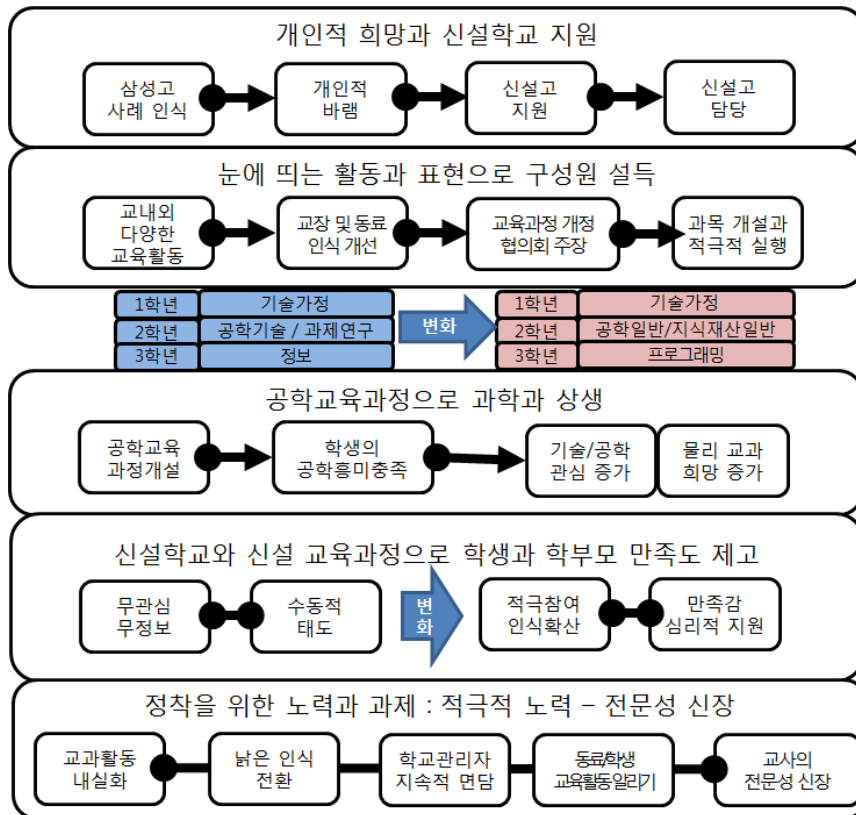 개인적 희망과 신설학교 지원
삼성고
사례 인식
개인적
바램
신설고
지원
신설고
담당
눈에 띄는 활동과 표현으로 구성원 설득
교내외
다양한
교육활동
교장 및 동료
인식 개선
교육과정 개정
협의회 주장
과목 개설과
적극적 실행
1학년 기술가정
2학년 공학기술 / 과제연구
3학년 정보
변화
1학년 기술가정
2학년 공학일반/지식재산일반
3학년 프로그래밍
공학교육과정으로 과학과 상생
공학교육
과정개설
학생의
공학흥미충족
기술/공학
관심 증가
물리 교과
희망 증가
신설학교와 신설 교육과정으로 학생과 학부모 만족도 제고
무관심
무정보
수동적
태도
변
화
적극참여
인식확산
만족감
심리적 지원
정착을 위한 노력과 과제 : 적극적 노력 – 전문성 신장
교과활동
내실화
낡은 인식
전환
학교관리자
지속적 면담
동료/학생
교육활동알리기
교사의
전문성 신장